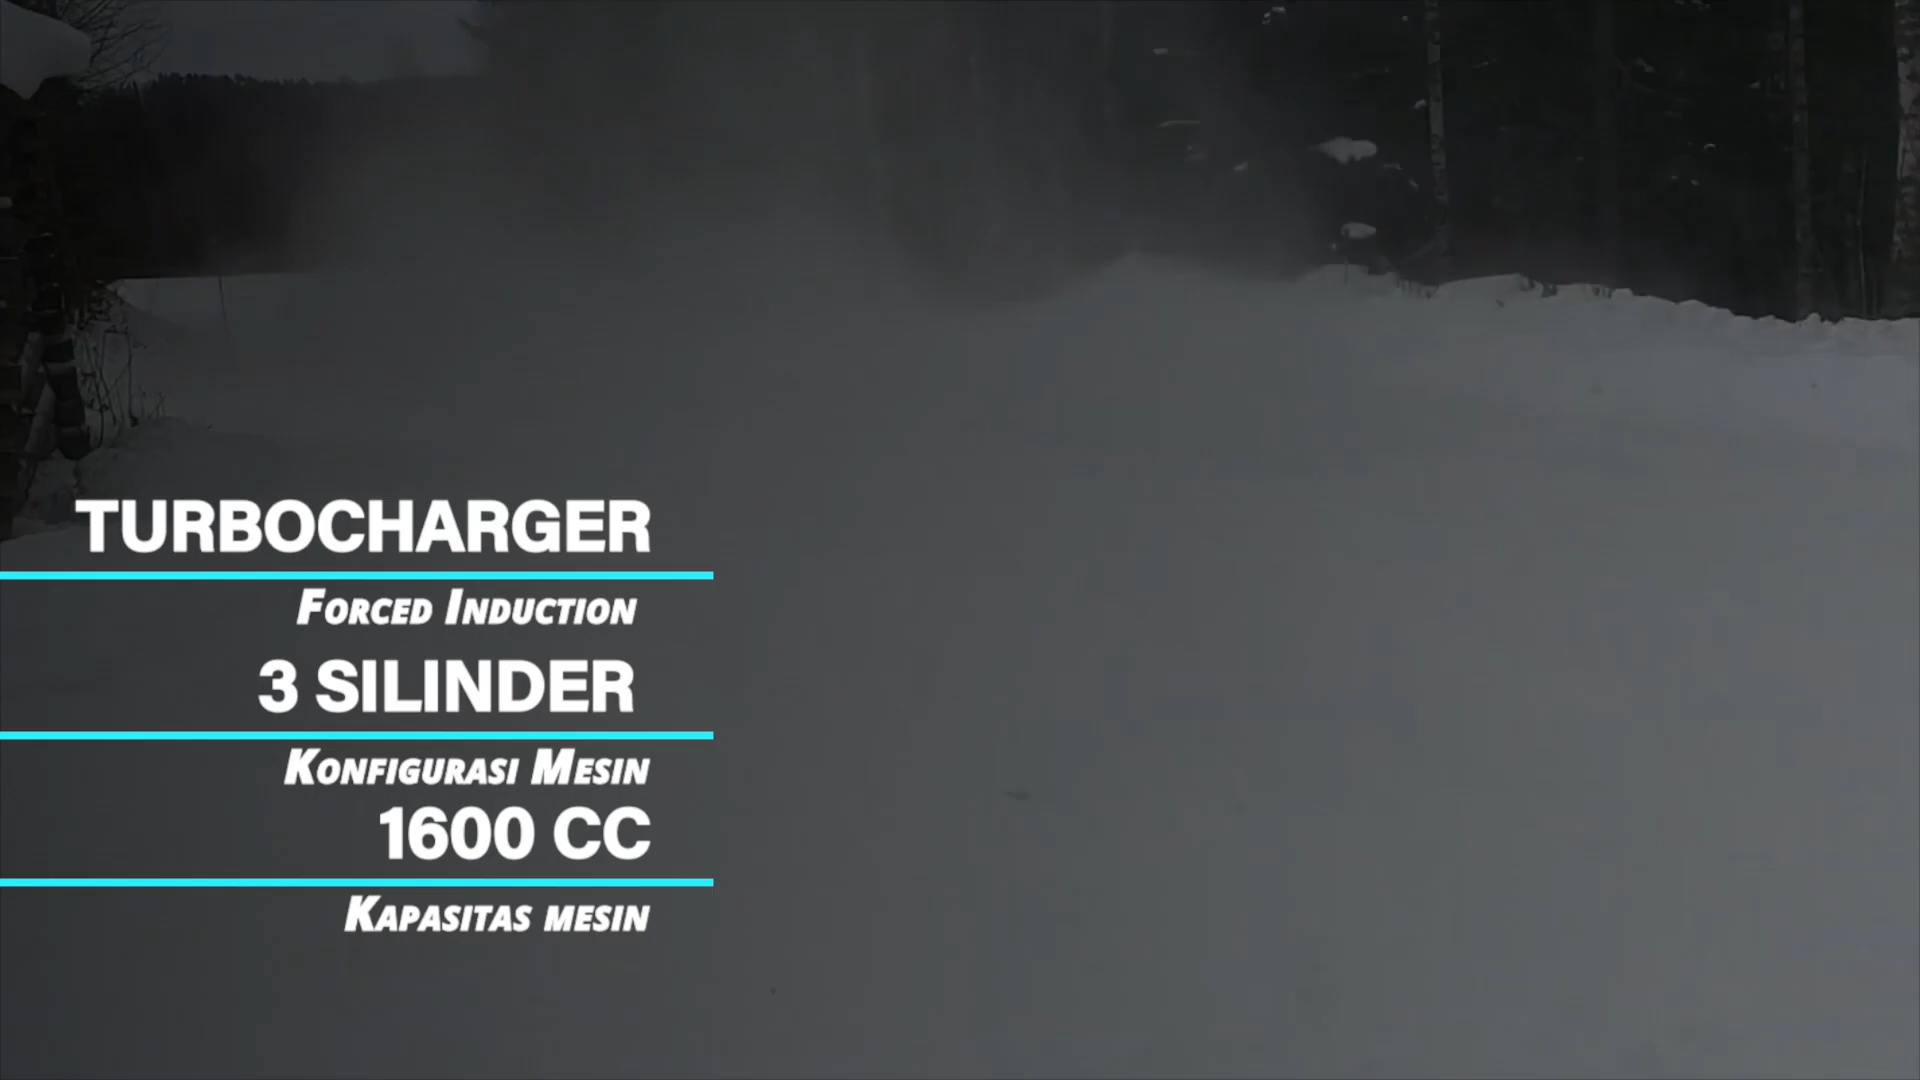 TURBOCHARGER
Forced Induction
3 SILINDER
Konfigurasi Mesin
1600 CC
Kapasitas mesin